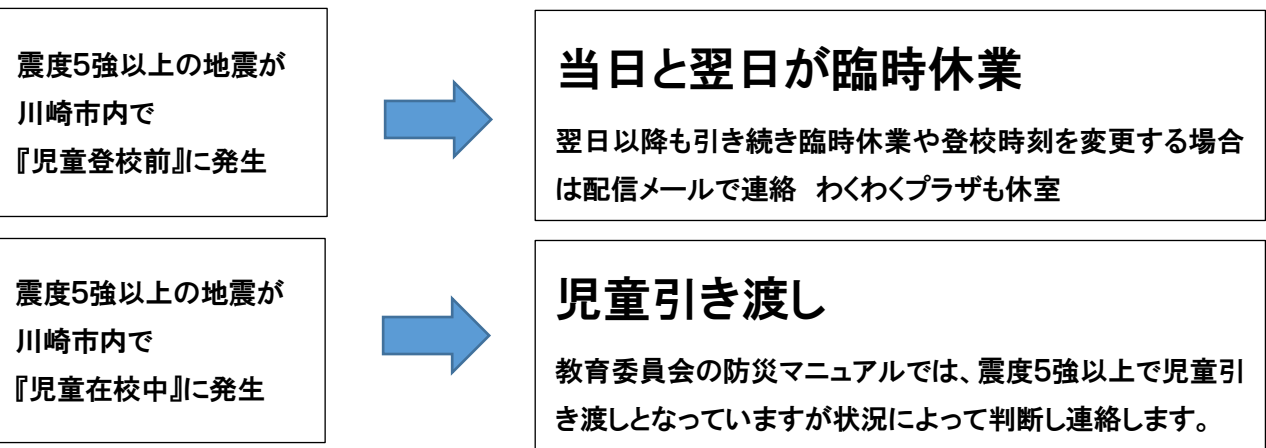 震度5強以上の地震が
川崎市内で
『児童登校前』に発生
当日と翌日が臨時休業
翌日以降も引き続き臨時休業や登校時刻を変更する場合
は配信メールで連絡　わくわくプラザも休室
震度5強以上の地震が
川崎市内で
『児童在校中』に発生
児童引き渡し
教育委員会の防災マニュアルでは、震度5強以上で児童引
き渡しとなっていますが状況によって判断し連絡します。